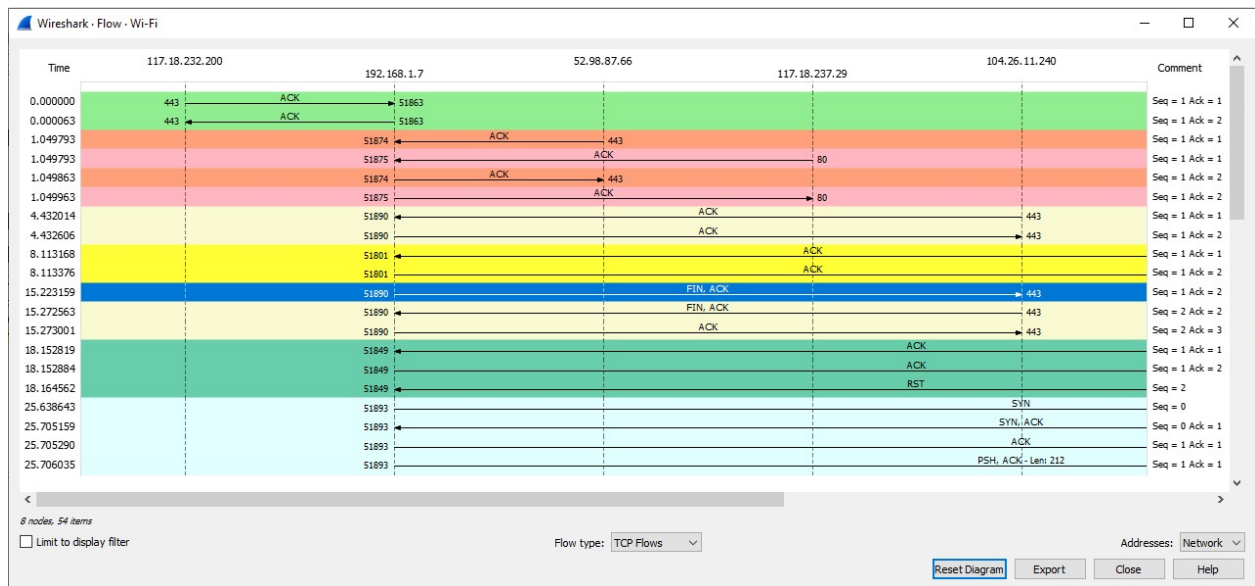 Wireshark · Flow · Wi-Fi
Time 117.18.232.200 192.168.1.7 52.98.87.66 117.18.237.29 104.26.11.240 Comment
0.000000 443 ACK 51863 Seq = 1 Ack = 1
0.000063 443 ACK 51863 Seq = 1 Ack = 2
1.049793 51874 ACK 443 Seq = 1 Ack = 1
1.049793 51875 ACK 80 Seq = 1 Ack = 1
1.049863 51874 ACK 443 Seq = 1 Ack = 2
1.049963 51875 ACK 80 Seq = 1 Ack = 2
4.432014 51890 ACK 443 Seq = 1 Ack = 1
4.432606 51890 ACK 443 Seq = 1 Ack = 2
8.113168 51801 ACK Seq = 1 Ack = 1
8.113376 51801 ACK Seq = 1 Ack = 2
15.223159 51890 FIN, ACK 443 Seq = 1 Ack = 2
15.272563 51890 FIN, ACK 443 Seq = 2 Ack = 2
15.273001 51890 ACK 443 Seq = 2 Ack = 3
18.152819 51849 ACK Seq = 1 Ack = 1
18.152884 51849 ACK Seq = 1 Ack = 2
18.164562 51849 RST Seq = 2
25.638643 51893 SYN Seq = 0
25.705159 51893 SYN, ACK Seq = 0 Ack = 1
25.705290 51893 ACK Seq = 1 Ack = 1
25.706035 51893 PSH, ACK - Len: 212 Seq = 1 Ack = 1
8 nodes, 54 items
Limit to display filter Flow type: TCP Flows Addresses: Network
Reset Diagram Export Close Help